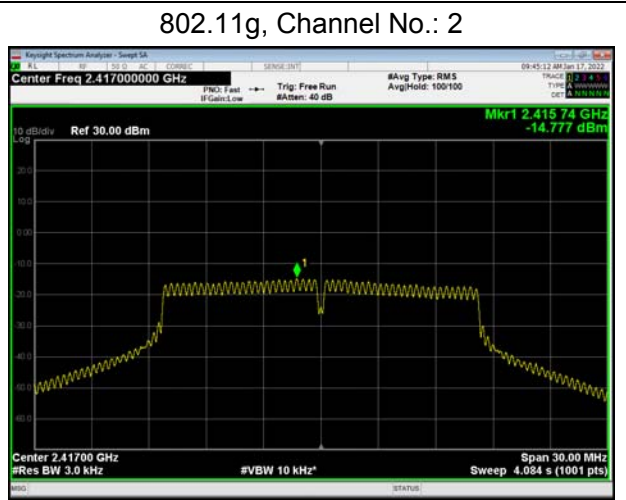 802.11g, Channel No.: 2
Keysight Spectrum Analyzer - Swept SA
RL RF 50 Ω AC CORREC SENSE:INT 09:45:12 AM Jan 17, 2022
Center Freq 2.417000000 GHz #Avg Type: RMS TRACE 1 2 3 4 5 6
PNO: Fast Trig: Free Run Avg|Hold: 100/100 TYPE A WWWWW
IFGain:Low #Atten: 40 dB DET A N N N N N
Mkr1 2.415 74 GHz
10 dB/div Ref 30.00 dBm -14.777 dBm
Log
20.0
10.0
0.00
1
-10.0
-20.0
-30.0
-40.0
-50.0
-60.0
Center 2.41700 GHz Span 30.00 MHz
#Res BW 3.0 kHz #VBW 10 kHz* Sweep 4.084 s (1001 pts)
MSG STATUS